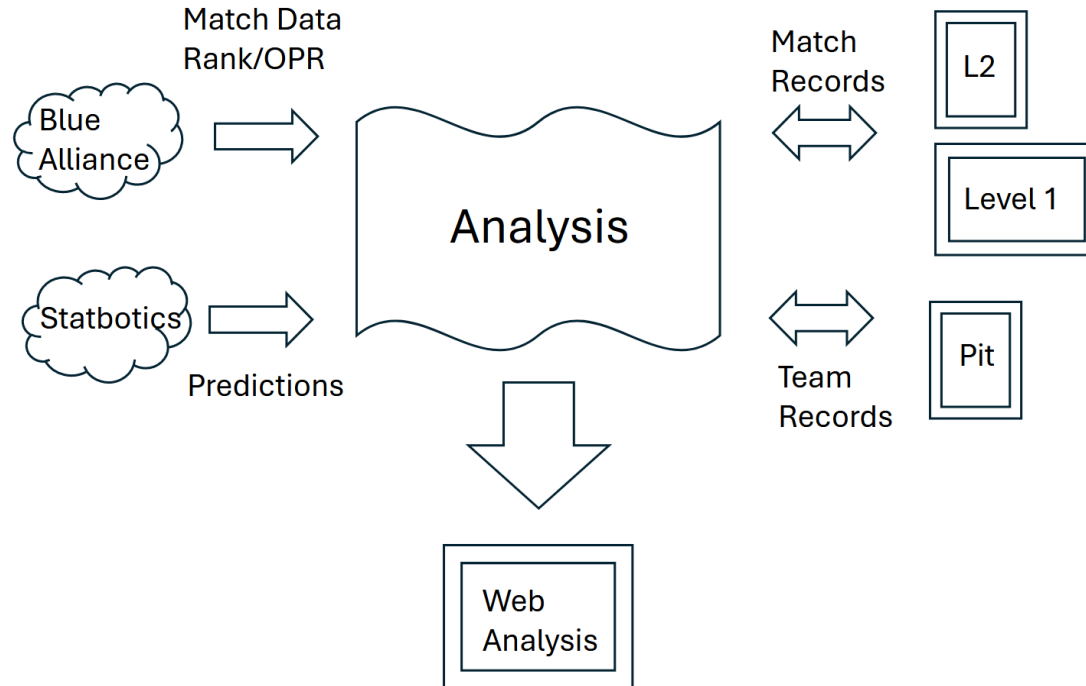 Match Data
Rank/OPR
Blue
Alliance
Statbotics
Predictions
Analysis
Match
Records
L2
Level 1
Team
Records
Pit
Web
Analysis